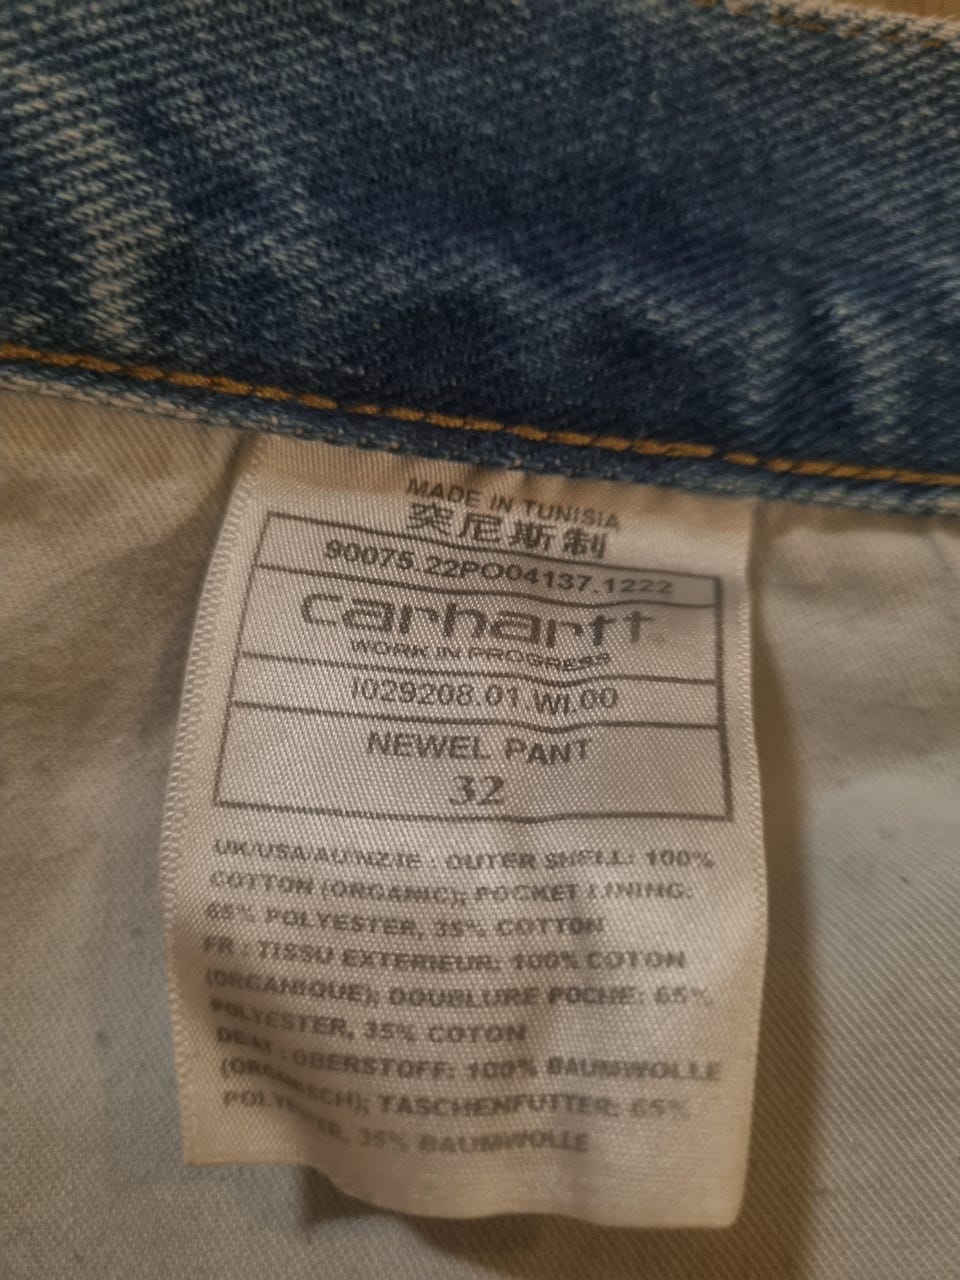 MADE IN TUNISIA
突尼斯制
90075.22PO04137.1222
carhartt
WORK IN PROGRESS
I029208.01.WI.00
NEWEL PANT
32
UK/USA/AU/NZ/IE : OUTER SHELL: 100%
COTTON (ORGANIC); POCKET LINING:
65% POLYESTER, 35% COTTON
FR : TISSU EXTERIEUR: 100% COTON
(ORGANIQUE); DOUBLURE POCHE: 65%
POLYESTER, 35% COTON
DE/AT : OBERSTOFF: 100% BAUMWOLLE
(ORGANISCH); TASCHENFUTTER: 65%
POLYESTER, 35% BAUMWOLLE